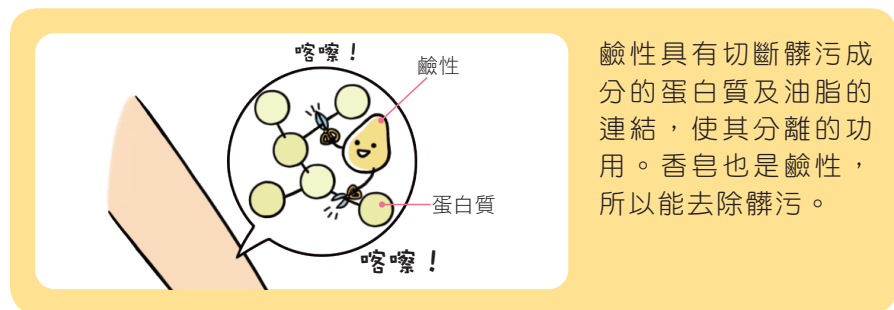 喀嚓！
鹼性
蛋白質
喀嚓！
鹼性具有切斷髒污成
分的蛋白質及油脂的
連結，使其分離的功
用。香皂也是鹼性，
所以能去除髒污。